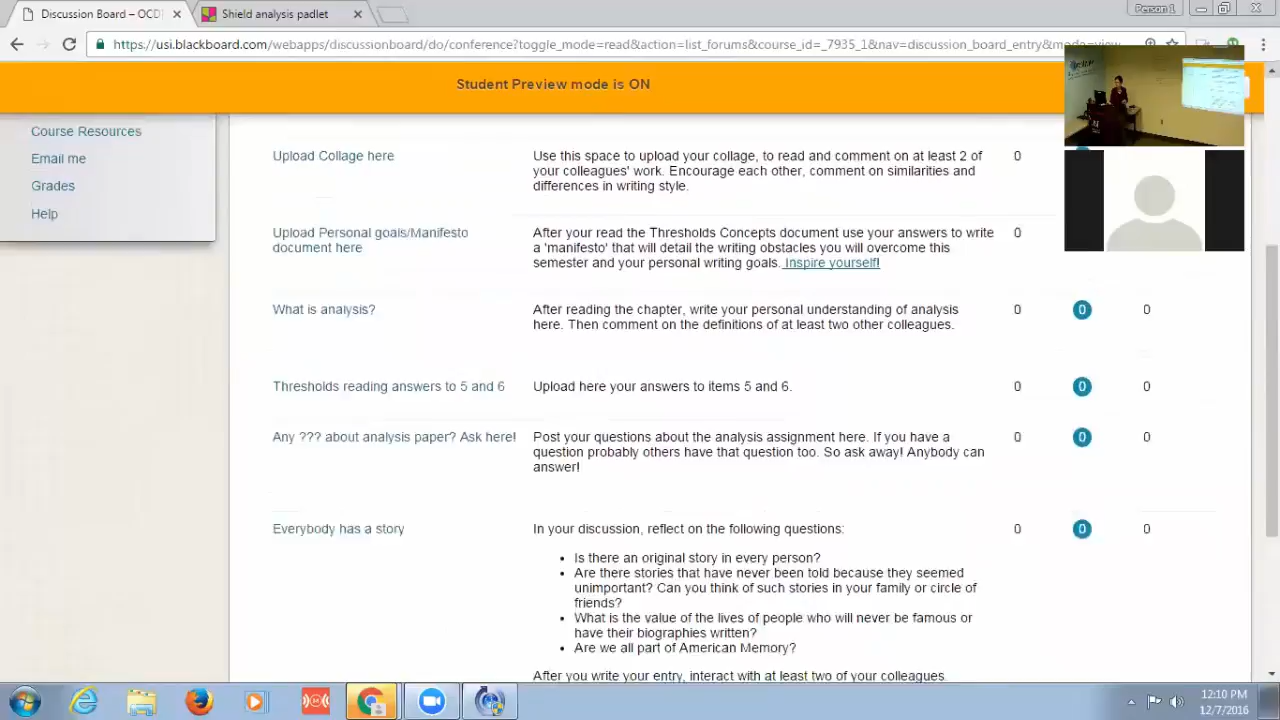 Discussion Board – OCD
Shield analysis padlet
Person 1
https://usi.blackboard.com/webapps/discussionboard/do/conference?toggle_mode=read&action=list_forums&course_id=_7935_1&nav=discussion_board_entry&mode=view
Student Preview mode is ON
Course Resources
Email me
Grades
Help
Upload Collage here
Use this space to upload your collage, to read and comment on at least 2 of
your colleagues' work. Encourage each other, comment on similarities and
differences in writing style.
0
Upload Personal goals/Manifesto
document here
After your read the Thresholds Concepts document use your answers to write
a 'manifesto' that will detail the writing obstacles you will overcome this
semester and your personal writing goals. Inspire yourself!
0
What is analysis?
After reading the chapter, write your personal understanding of analysis
here. Then comment on the definitions of at least two other colleagues.
0 0 0
Thresholds reading answers to 5 and 6
Upload here your answers to items 5 and 6.
0 0 0
Any ??? about analysis paper? Ask here!
Post your questions about the analysis assignment here. If you have a
question probably others have that question too. So ask away! Anybody can
answer!
0 0 0
Everybody has a story
In your discussion, reflect on the following questions:
0 0 0
• Is there an original story in every person?
• Are there stories that have never been told because they seemed
unimportant? Can you think of such stories in your family or circle of
friends?
• What is the value of the lives of people who will never be famous or
have their biographies written?
• Are we all part of American Memory?
After you write your entry, interact with at least two of your colleagues.
12:10 PM
12/7/2016